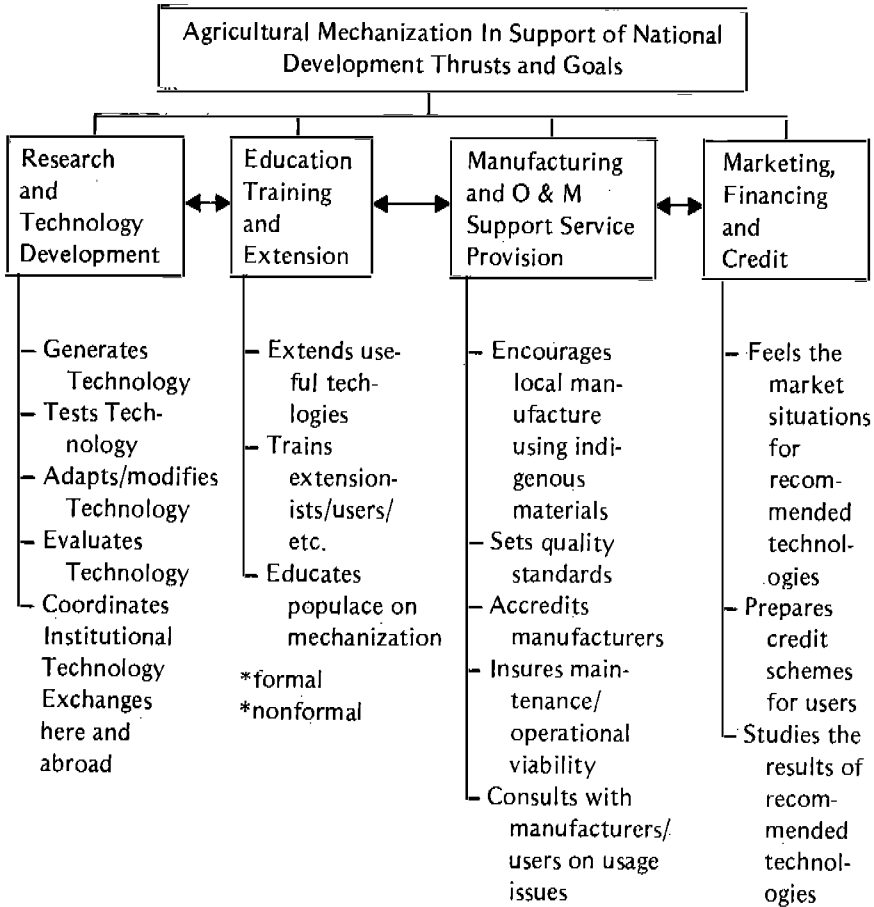 Agricultural Mechanization In Support of National
Development Thrusts and Goals
Research
and
Technology
Development
Education
Training
and
Extension
Manufacturing
and O & M
Support Service
Provision
Marketing,
Financing
and
Credit
– Generates
Technology
– Tests Tech-
nology
– Adapts/modifies
Technology
– Evaluates
Technology
– Coordinates
Institutional
Technology
Exchanges
here and
abroad
– Extends use-
ful tech-
logies
– Trains
extension-
ists/users/
etc.
– Educates
populace on
mechanization
*formal
*nonformal
– Encourages
local man-
ufacture
using indi-
genous
materials
– Sets quality
standards
– Accredits
manufacturers
– Insures main-
tenance/
operational
viability
– Consults with
manufacturers/
users on usage
issues
– Feels the
market
situations
for
recom-
mended
technol-
ogies
– Prepares
credit
schemes
for users
– Studies the
results of
recom-
mended
technol-
ogies